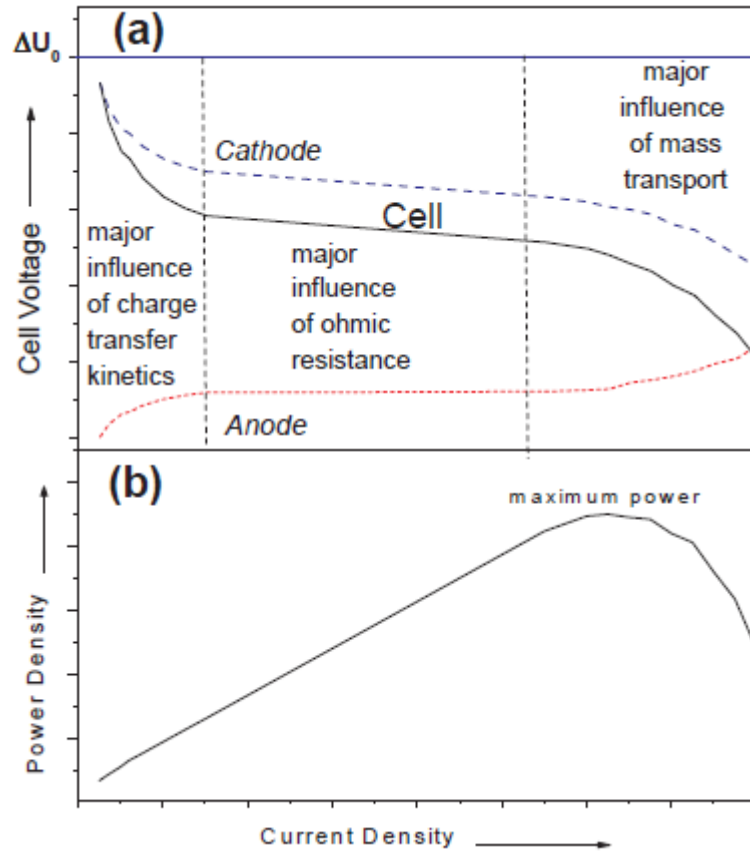 (a)
ΔU₀
major
influence
of mass
transport
Cathode
Cell
major
influence
of charge
transfer
kinetics
major
influence
of ohmic
resistance
Anode
Cell Voltage
(b)
maximum power
Power Density
Current Density